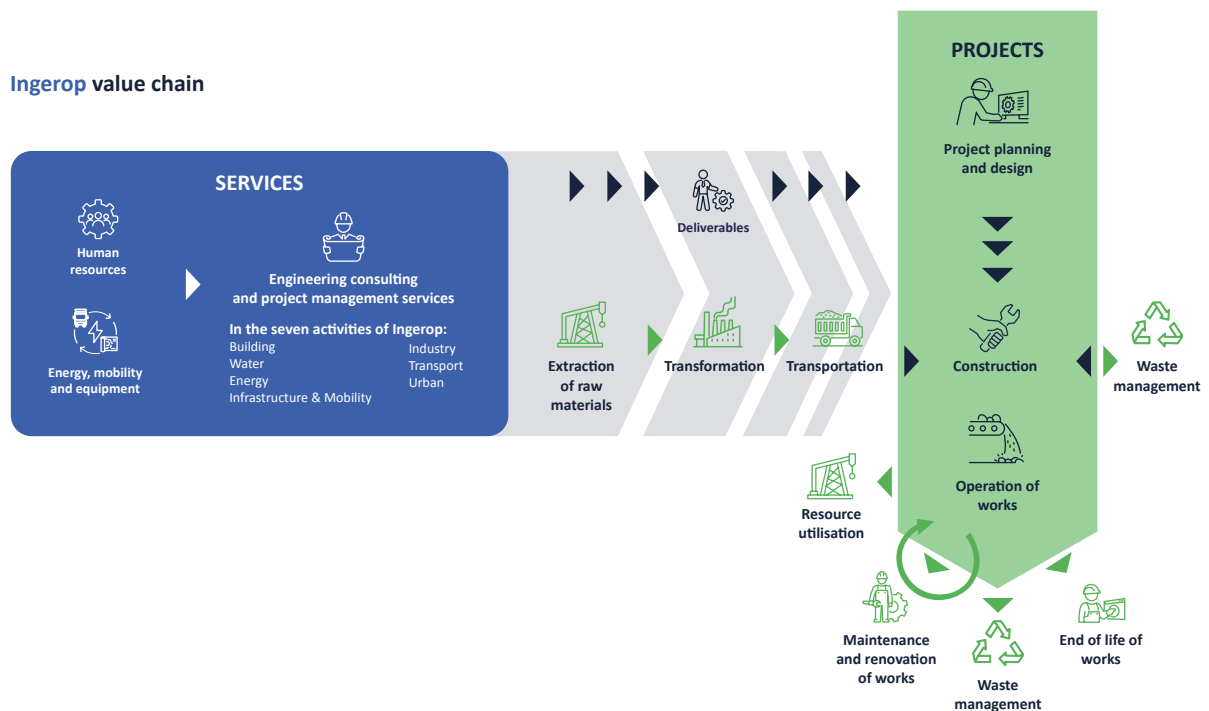 Ingerop value chain
SERVICES
Human
resources
Energy, mobility
and equipment
Engineering consulting
and project management services
In the seven activities of Ingerop:
Building
Water
Energy
Infrastructure & Mobility
Industry
Transport
Urban
Deliverables
Extraction
of raw
materials
Transformation
Transportation
PROJECTS
Project planning
and design
Construction
Operation of
works
Waste
management
Resource
utilisation
Maintenance
and renovation
of works
Waste
management
End of life of
works